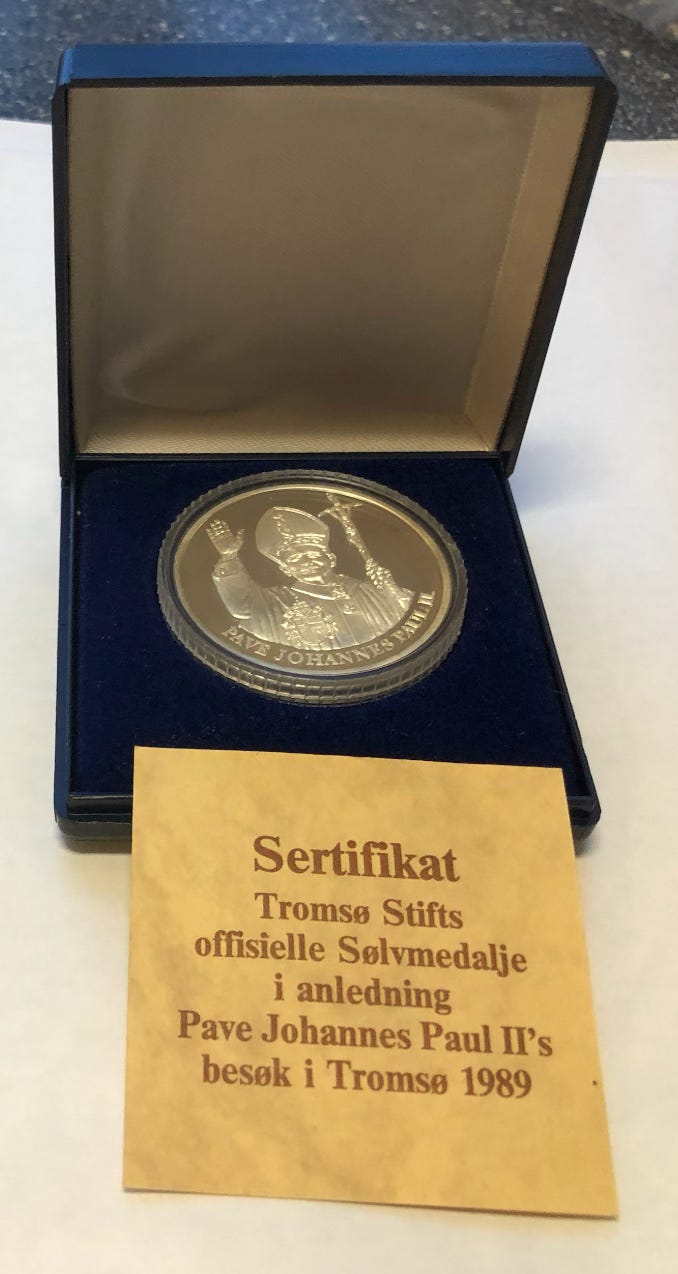 PAVE JOHANNES PAUL II
Sertifikat
Tromsø Stifts
offisielle Sølvmedalje
i anledning
Pave Johannes Paul II's
besøk i Tromsø 1989